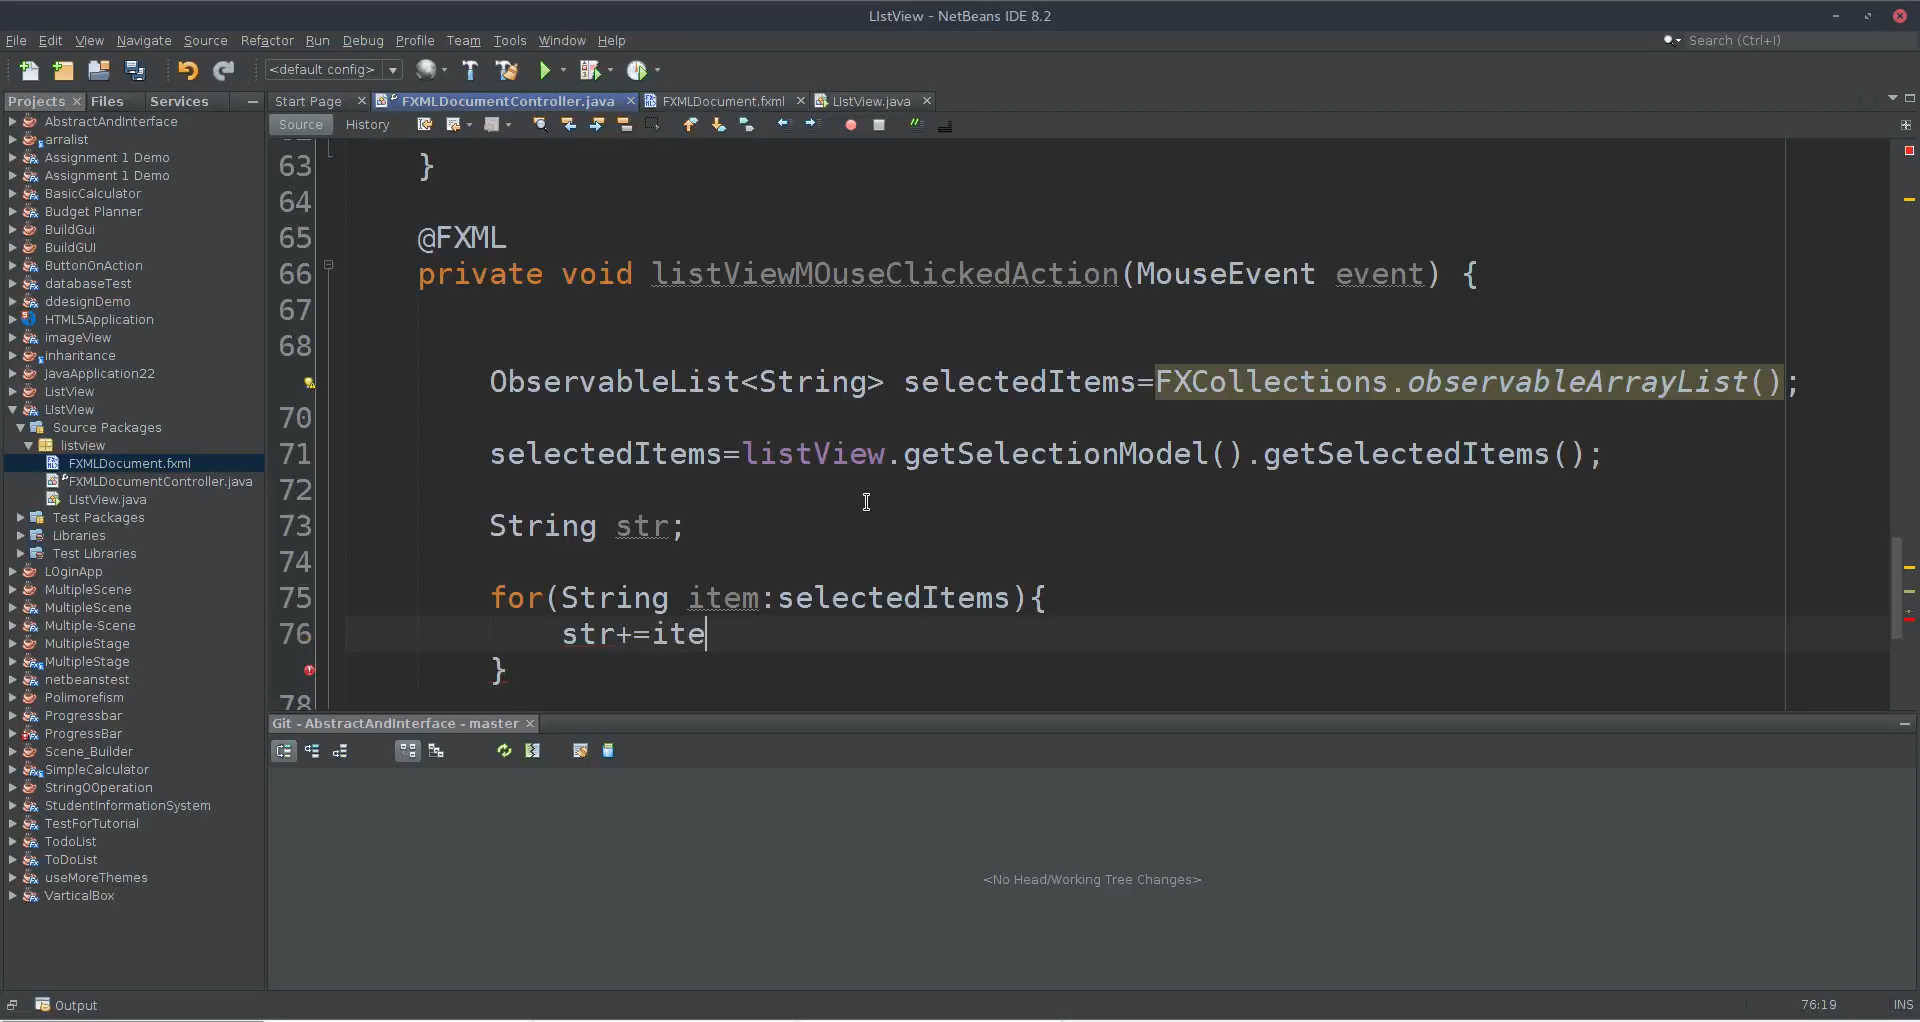 LIstView - NetBeans IDE 8.2
File Edit View Navigate Source Refactor Run Debug Profile Team Tools Window Help
Search (Ctrl+I)
<default config>
Projects Files Services
Start Page FXMLDocumentController.java FXMLDocument.fxml LIstView.java
Source History
AbstractAndInterface
arralist
Assignment 1 Demo
Assignment 1 Demo
BasicCalculator
Budget Planner
BuildGui
BuildGUI
ButtonOnAction
databaseTest
ddesignDemo
HTML5Application
imageView
inheritance
JavaApplication22
ListView
LIstView
Source Packages
listview
FXMLDocument.fxml
FXMLDocumentController.java
LIstView.java
Test Packages
Libraries
Test Libraries
LOginApp
MultipleScene
MultipleScene
Multiple-Scene
MultipleStage
MultipleStage
netbeanstest
Polimorefism
Progressbar
ProgressBar
Scene_Builder
SimpleCalculator
StringOOperation
StudentInformationSystem
TestForTutorial
TodoList
ToDoList
useMoreThemes
VarticalBox
63 }
64
65 @FXML
66 private void listViewMOuseClickedAction(MouseEvent event) {
67
68
ObservableList<String> selectedItems=FXCollections.observableArrayList();
70
71 selectedItems=listView.getSelectionModel().getSelectedItems();
72
73 String str;
74
75 for(String item:selectedItems){
76 str+=ite
}
78
Git - AbstractAndInterface - master
<No Head/Working Tree Changes>
Output
76:19 INS